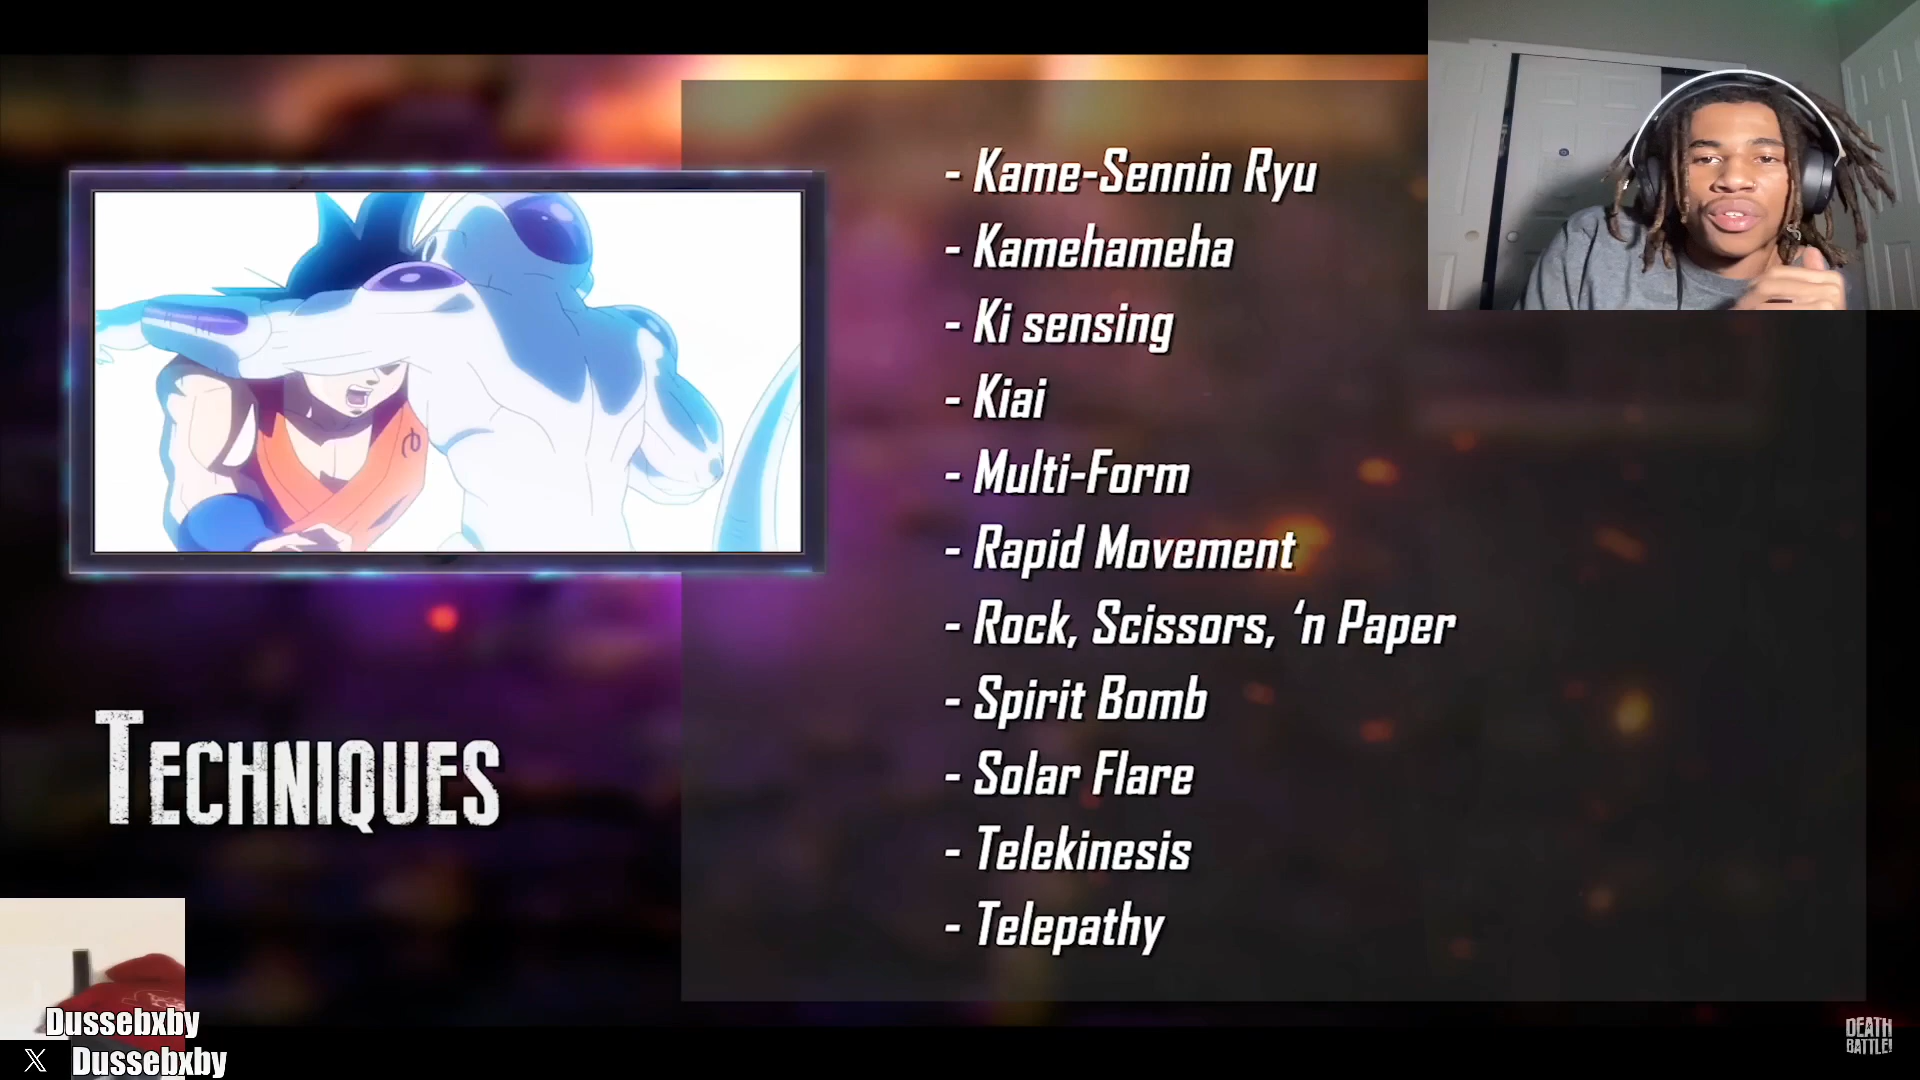 - Kame-Sennin Ryu
- Kamehameha
- Ki sensing
- Kiai
- Multi-Form
- Rapid Movement
- Rock, Scissors, ‘n Paper
- Spirit Bomb
- Solar Flare
- Telekinesis
- Telepathy
Techniques
Dussebxby
X Dussebxby
DEATH
BATTLE!